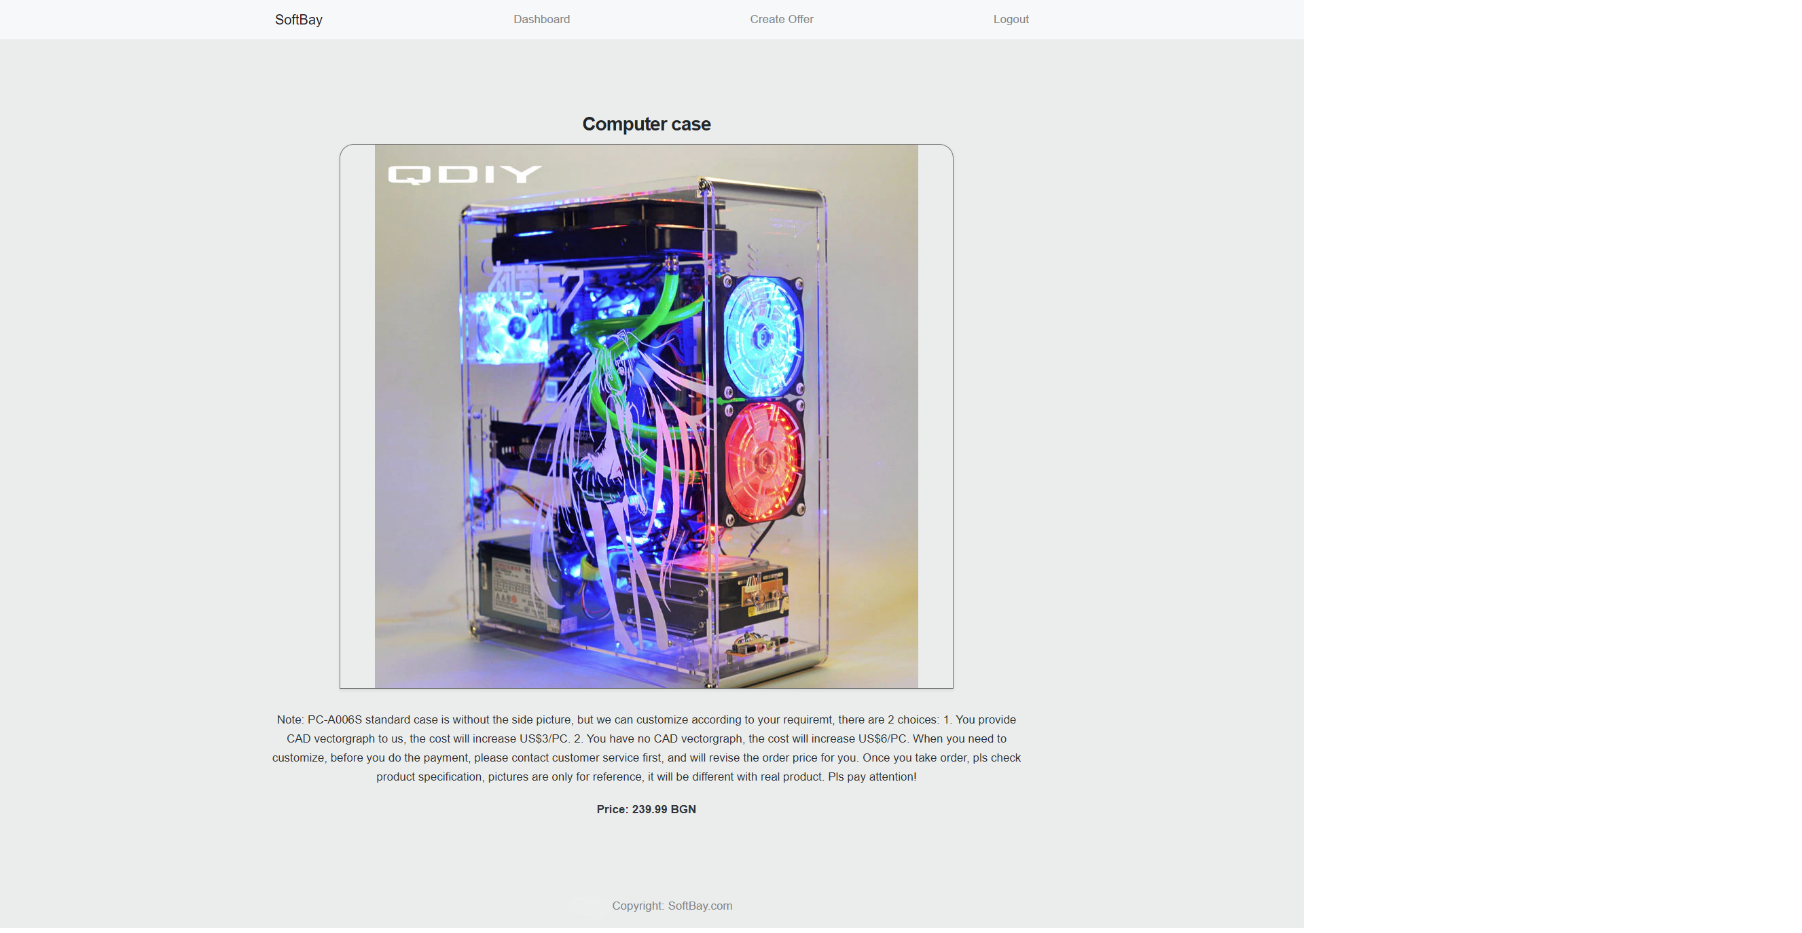 SoftBay
Dashboard
Create Offer
Logout
Computer case
QDIY
Note: PC-A006S standard case is without the side picture, but we can customize according to your requiremt, there are 2 choices: 1. You provide
CAD vectorgraph to us, the cost will increase US$3/PC. 2. You have no CAD vectorgraph, the cost will increase US$6/PC. When you need to
customize, before you do the payment, please contact customer service first, and will revise the order price for you. Once you take order, pls check
product specification, pictures are only for reference, it will be different with real product. Pls pay attention!
Price: 239.99 BGN
Copyright: SoftBay.com